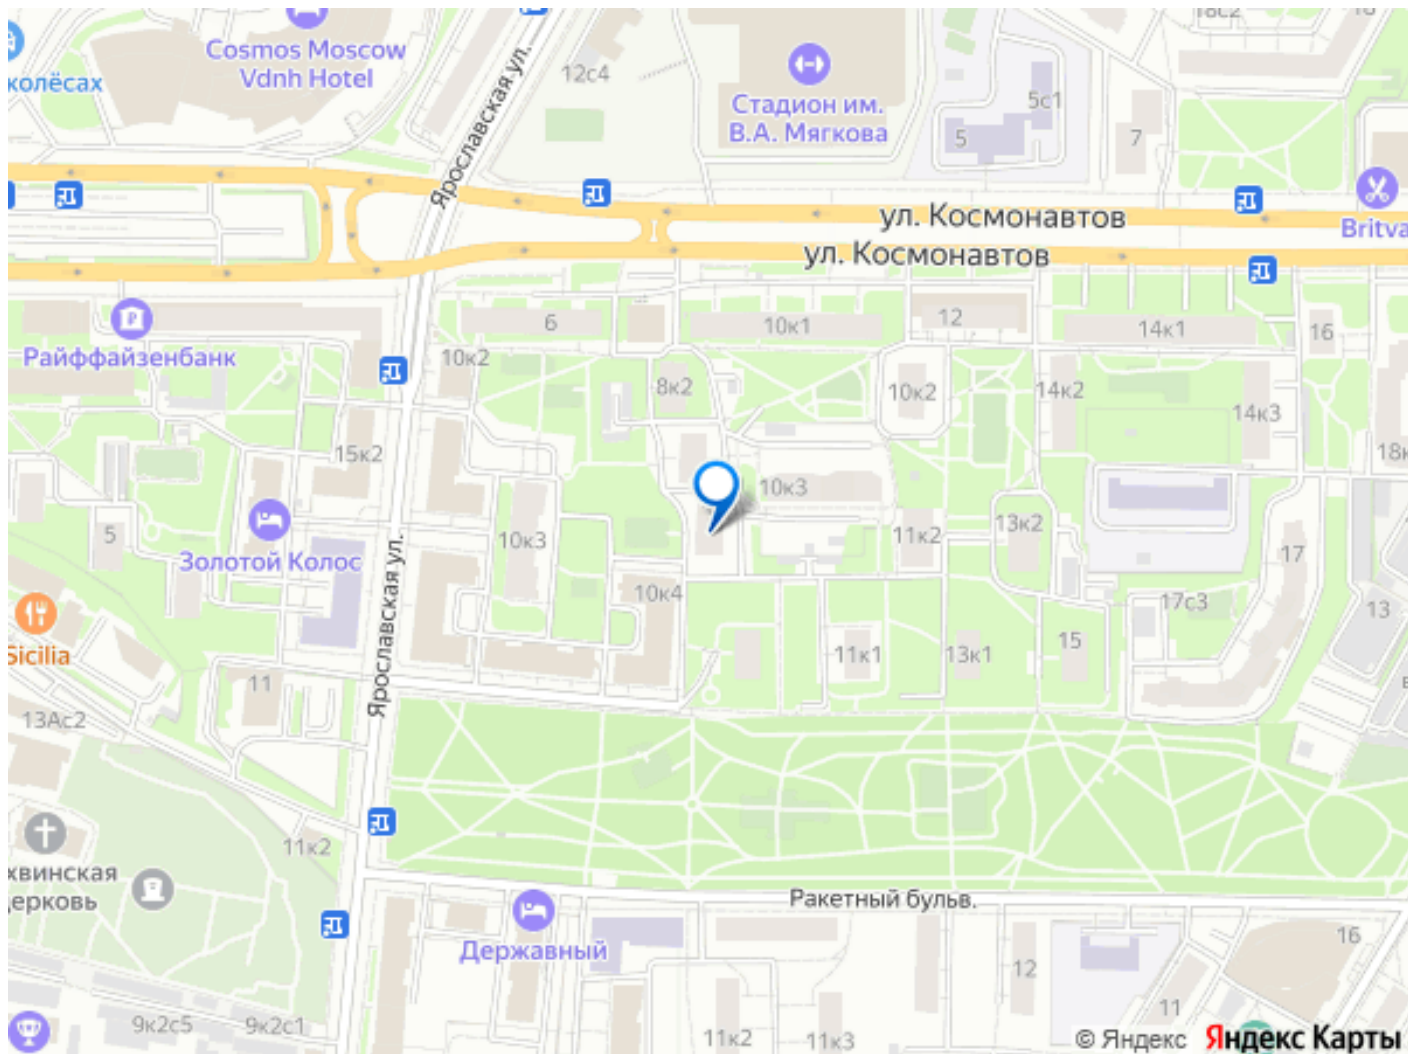 18с2
16
Cosmos Moscow
Vdnh Hotel
колёсах
12с4
Стадион им.
В.А. Мягкова
5с1
5
7
Ярославская ул.
ул. Космонавтов
Britva
ул. Космонавтов
6
10к1
12
14к1
16
Райффайзенбанк
10к2
8к2
10к2
14к2
14к3
15к2
18к
10к3
5
10к3
11к2
13к2
17
Золотой Колос
Ярославская ул.
10к4
17с3
13
Sicilia
11
11к1
13к1
15
13Ас2
11к2
хвинская
церковь
Ракетный бульв.
Державный
16
12
11
9к2с5
9к2с1
11к2
11к3
© Яндекс
Яндекс Карты